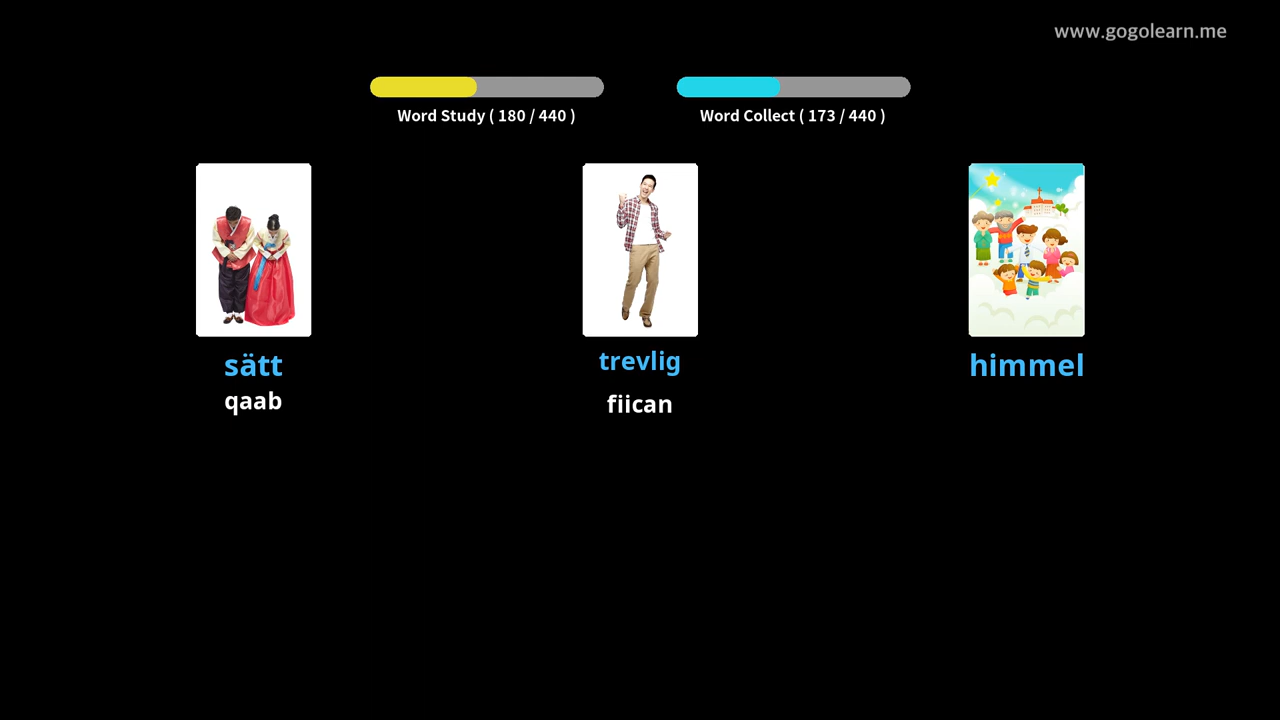 www.gogolearn.me
Word Study ( 180 / 440 )
Word Collect ( 173 / 440 )
sätt
trevlig
himmel
qaab
fiican